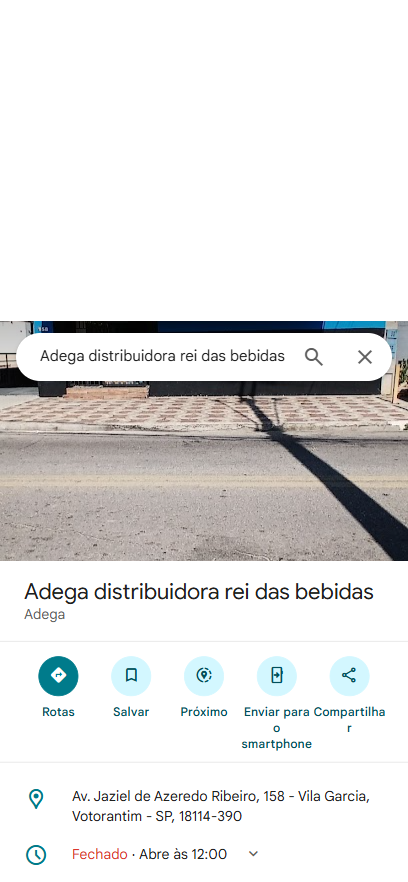 158
Adega distribuidora rei das bebidas
Adega distribuidora rei das bebidas
Adega
Rotas
Salvar
Próximo
Enviar para o smartphone
Compartilhar
Av. Jaziel de Azeredo Ribeiro, 158 - Vila Garcia,
Votorantim - SP, 18114-390
Fechado · Abre às 12:00